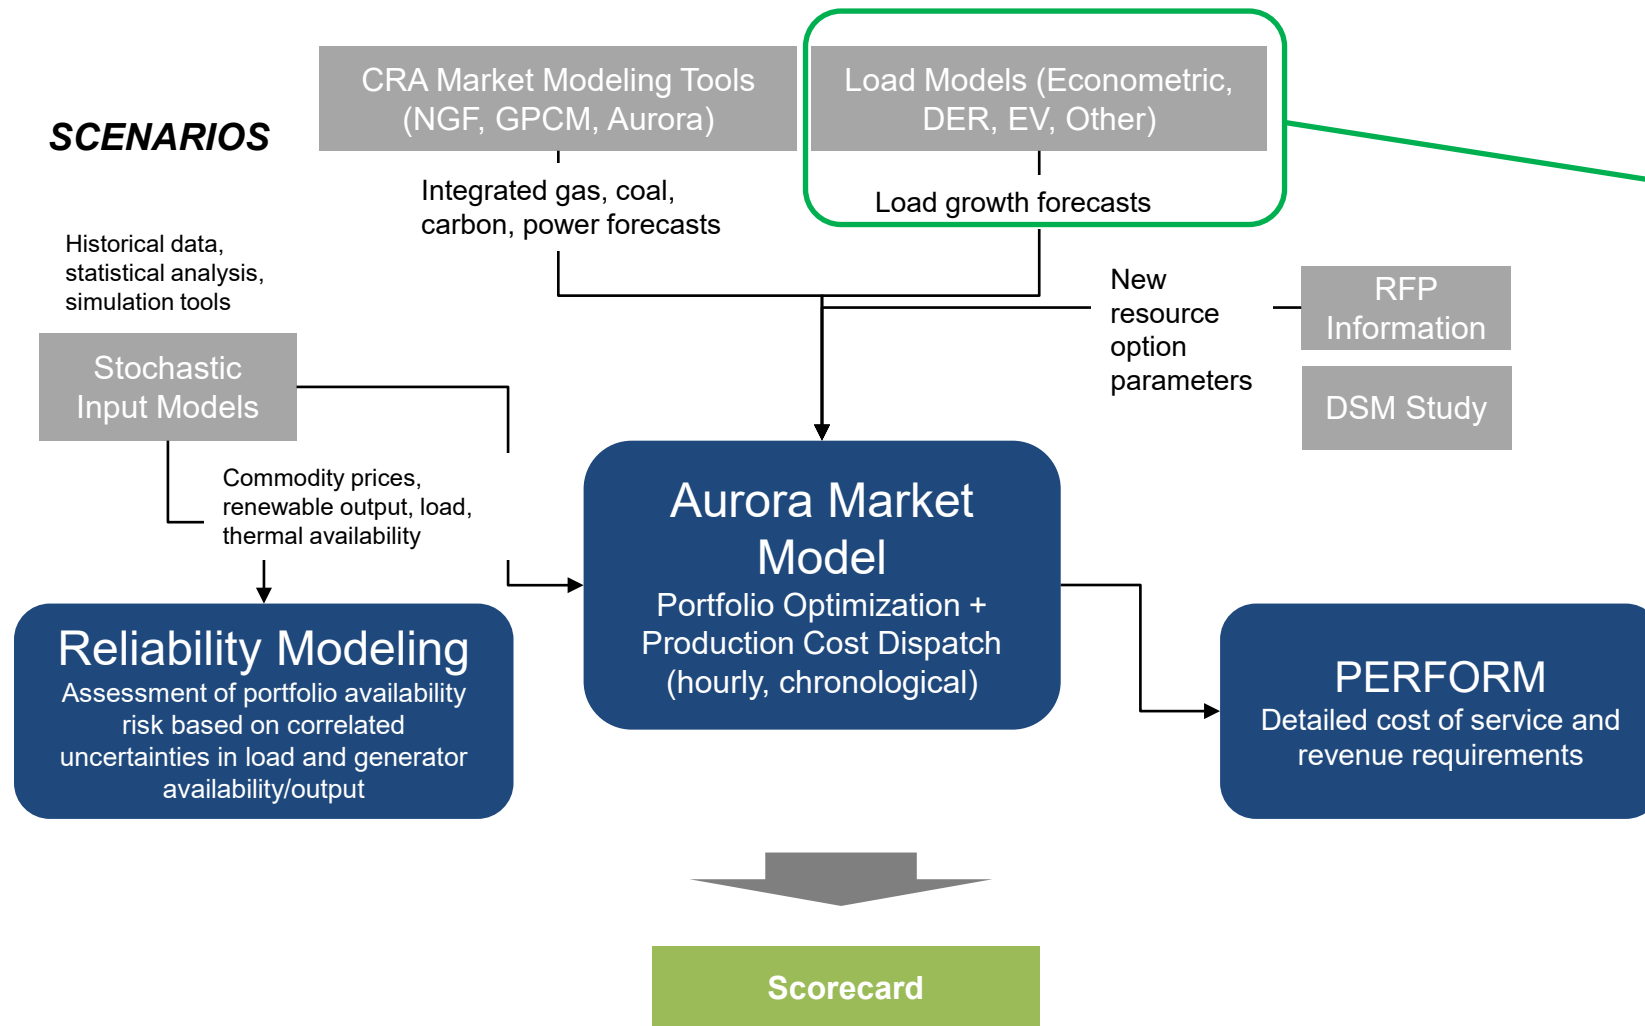 SCENARIOS
CRA Market Modeling Tools
(NGF, GPCM, Aurora)
Load Models (Econometric,
DER, EV, Other)
Integrated gas, coal,
carbon, power forecasts
Load growth forecasts
Historical data,
statistical analysis,
simulation tools
Stochastic
Input Models
New
resource
option
parameters
RFP
Information
DSM Study
Commodity prices,
renewable output, load,
thermal availability
Aurora Market
Model
Portfolio Optimization +
Production Cost Dispatch
(hourly, chronological)
Reliability Modeling
Assessment of portfolio availability
risk based on correlated
uncertainties in load and generator
availability/output
PERFORM
Detailed cost of service and
revenue requirements
Scorecard